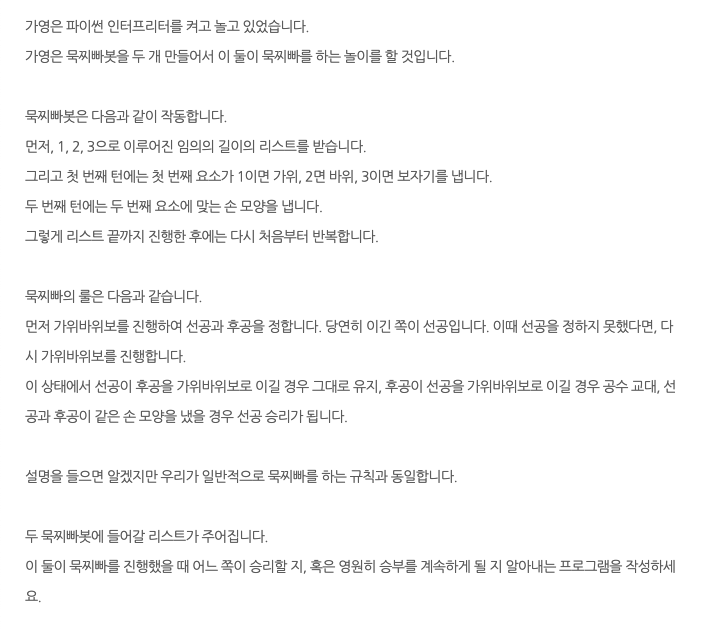 가영은 파이썬 인터프리터를 켜고 놀고 있었습니다.
가영은 묵찌빠봇을 두 개 만들어서 이 둘이 묵찌빠를 하는 놀이를 할 것입니다.
묵찌빠봇은 다음과 같이 작동합니다.
먼저, 1, 2, 3으로 이루어진 임의의 길이의 리스트를 받습니다.
그리고 첫 번째 턴에는 첫 번째 요소가 1이면 가위, 2면 바위, 3이면 보자기를 냅니다.
두 번째 턴에는 두 번째 요소에 맞는 손 모양을 냅니다.
그렇게 리스트 끝까지 진행한 후에는 다시 처음부터 반복합니다.
묵찌빠의 룰은 다음과 같습니다.
먼저 가위바위보를 진행하여 선공과 후공을 정합니다. 당연히 이긴 쪽이 선공입니다. 이때 선공을 정하지 못했다면, 다
시 가위바위보를 진행합니다.
이 상태에서 선공이 후공을 가위바위보로 이길 경우 그대로 유지, 후공이 선공을 가위바위보로 이길 경우 공수 교대, 선
공과 후공이 같은 손 모양을 냈을 경우 선공 승리가 됩니다.
설명을 들으면 알겠지만 우리가 일반적으로 묵찌빠를 하는 규칙과 동일합니다.
두 묵찌빠봇에 들어갈 리스트가 주어집니다.
이 둘이 묵찌빠를 진행했을 때 어느 쪽이 승리할 지, 혹은 영원히 승부를 계속하게 될 지 알아내는 프로그램을 작성하세
요.